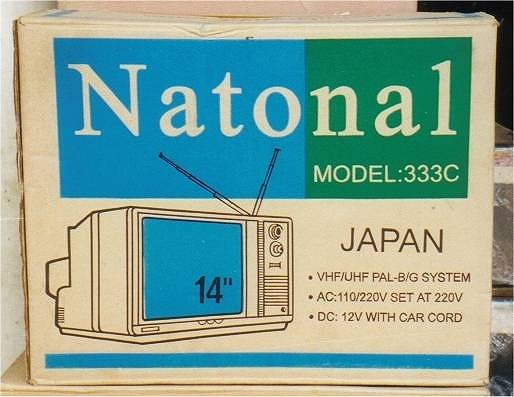 Natonal
MODEL:333C
JAPAN
14"
• VHF/UHF PAL-B/G SYSTEM
• AC:110/220V SET AT 220V
• DC: 12V WITH CAR CORD